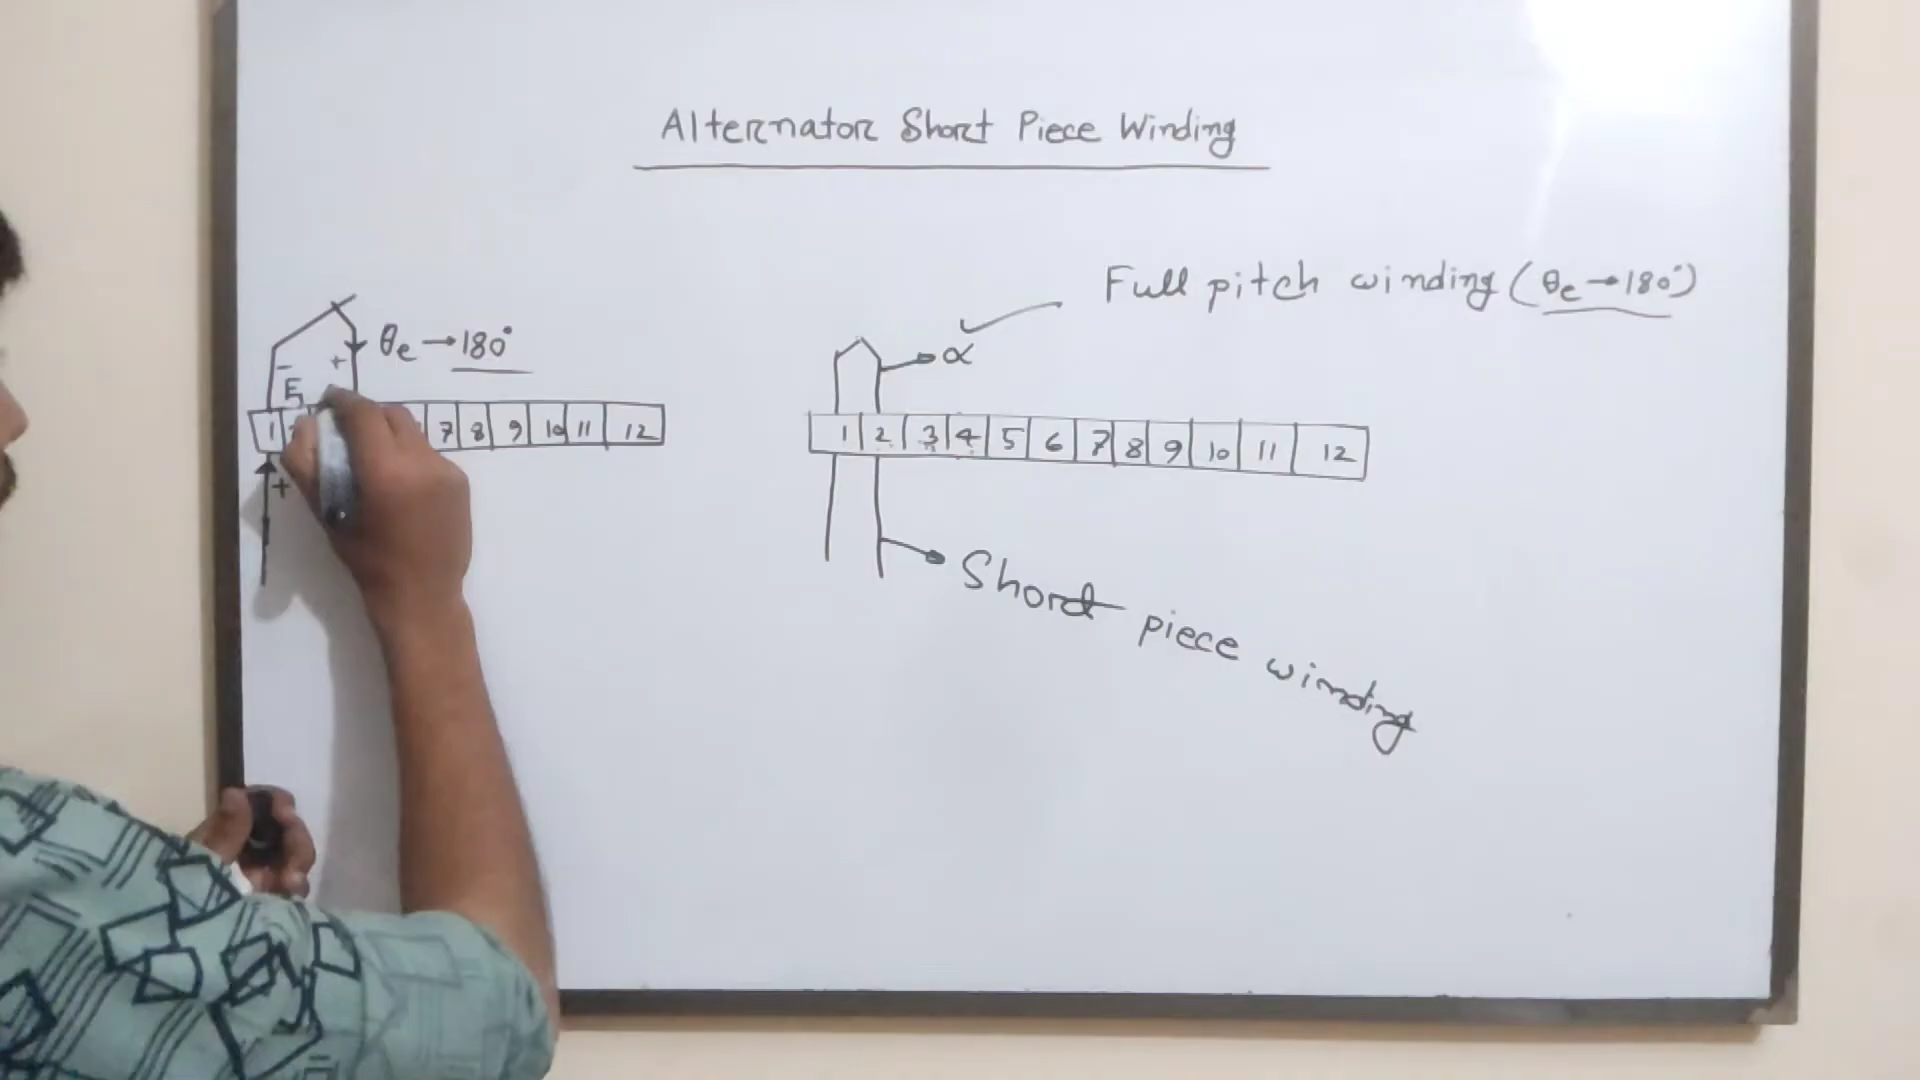 Alternator Short Piece Winding
Full pitch winding (θe→180°)
θe→180°
α
- +
E
1 7 8 9 10 11 12
1 2 3 4 5 6 7 8 9 10 11 12
+
Short piece winding